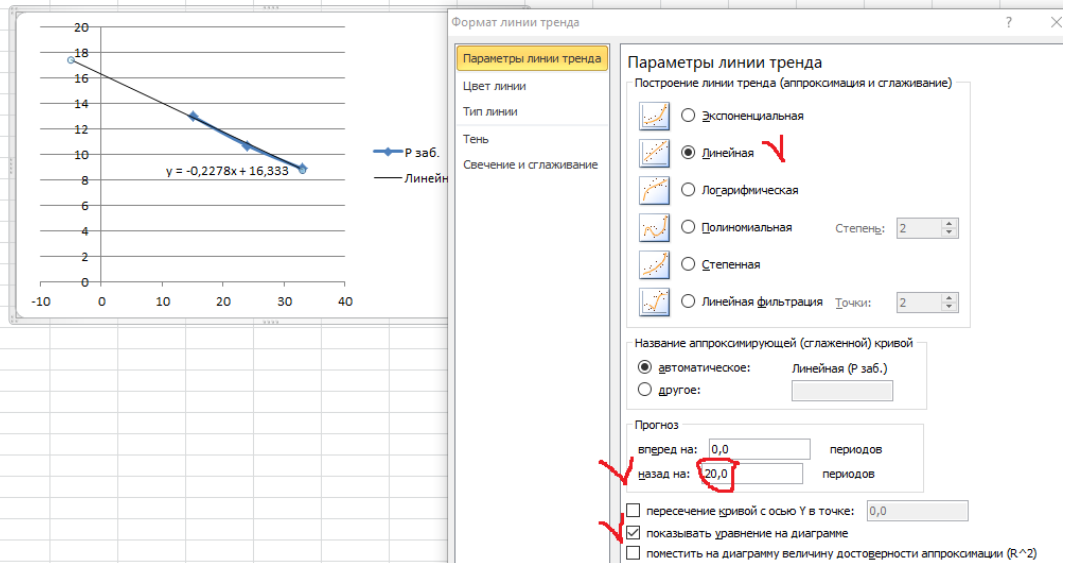 20
18
16
14
12
10
8
6
4
2
0
-10 0 10 20 30 40
y = -0,2278x + 16,333
Р заб.
Линейн
Формат линии тренда ?
Параметры линии тренда
Цвет линии
Тип линии
Тень
Свечение и сглаживание
Параметры линии тренда
Построение линии тренда (аппроксимация и сглаживание)
Экспоненциальная
Линейная
Логарифмическая
Полиномиальная Степень: 2
Степенная
Линейная фильтрация Точки: 2
Название аппроксимирующей (сглаженной) кривой
автоматическое: Линейная (Р заб.)
другое:
Прогноз
вперед на: 0,0 периодов
назад на: 20,0 периодов
пересечение кривой с осью Y в точке: 0,0
показывать уравнение на диаграмме
поместить на диаграмму величину достоверности аппроксимации (R^2)